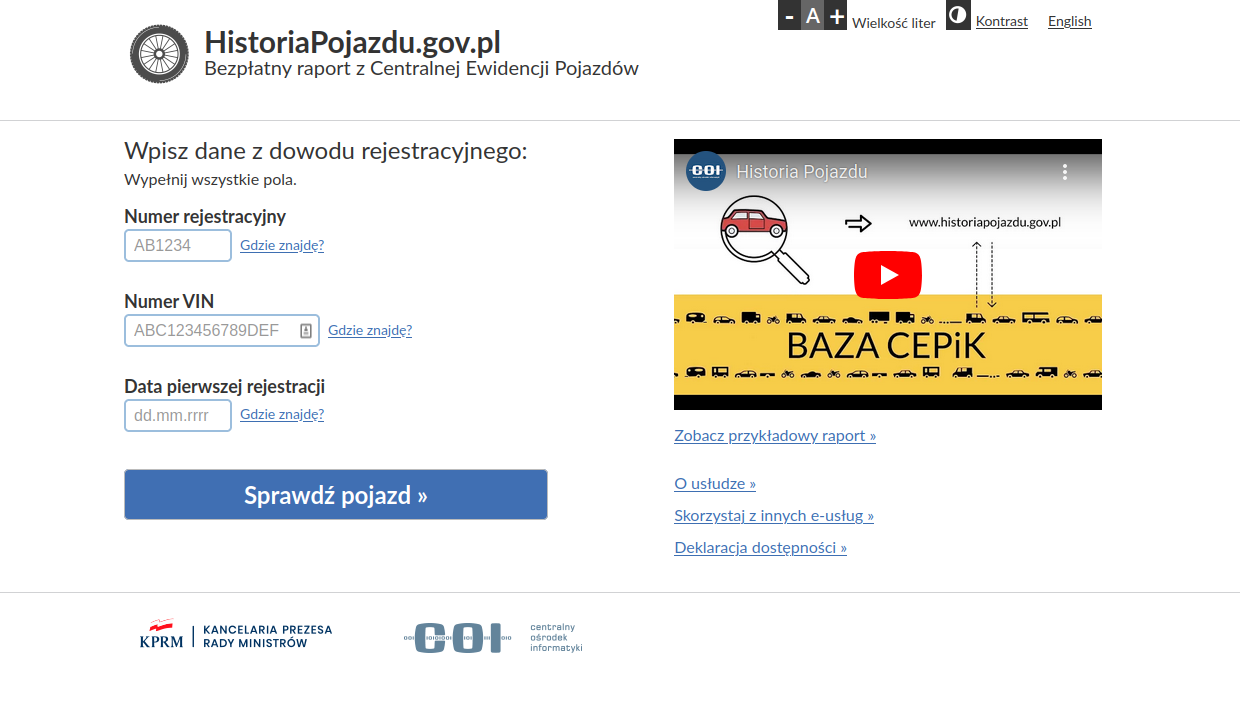 - A + Wielkość liter Kontrast English
HistoriaPojazdu.gov.pl
Bezpłatny raport z Centralnej Ewidencji Pojazdów
Wpisz dane z dowodu rejestracyjnego:
Wypełnij wszystkie pola.
Numer rejestracyjny
AB1234 Gdzie znajdę?
Numer VIN
ABC123456789DEF Gdzie znajdę?
Data pierwszej rejestracji
dd.mm.rrrr Gdzie znajdę?
Sprawdź pojazd »
COI Historia Pojazdu
www.historiapojazdu.gov.pl
BAZA CEPiK
Zobacz przykładowy raport »
O usłudze »
Skorzystaj z innych e-usług »
Deklaracja dostępności »
KPRM
KANCELARIA PREZESA
RADY MINISTRÓW
COI
centralny
ośrodek
informatyki